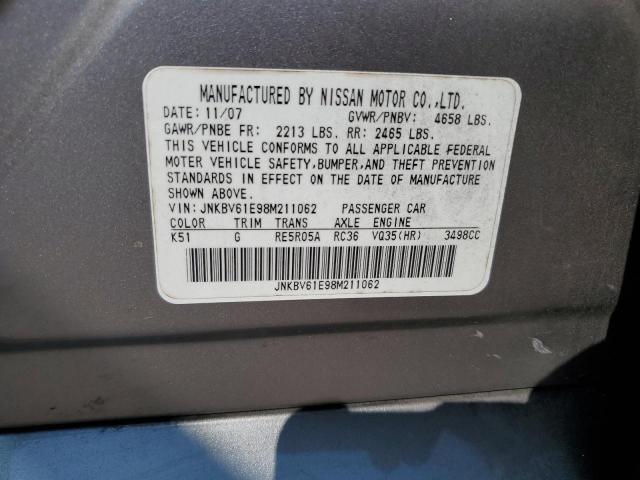 MANUFACTURED BY NISSAN MOTOR CO.,LTD.
DATE: 11/07 GVWR/PNBV: 4658 LBS.
GAWR/PNBE FR: 2213 LBS. RR: 2465 LBS.
THIS VEHICLE CONFORMS TO ALL APPLICABLE FEDERAL
MOTER VEHICLE SAFETY,BUMPER,AND THEFT PREVENTION
STANDARDS IN EFFECT ON THE DATE OF MANUFACTURE
SHOWN ABOVE.
VIN:JNKBV61E98M211062 PASSENGER CAR
COLOR TRIM TRANS AXLE ENGINE
K51 G RE5R05A RC36 VQ35(HR) 3498CC
JNKBV61E98M211062